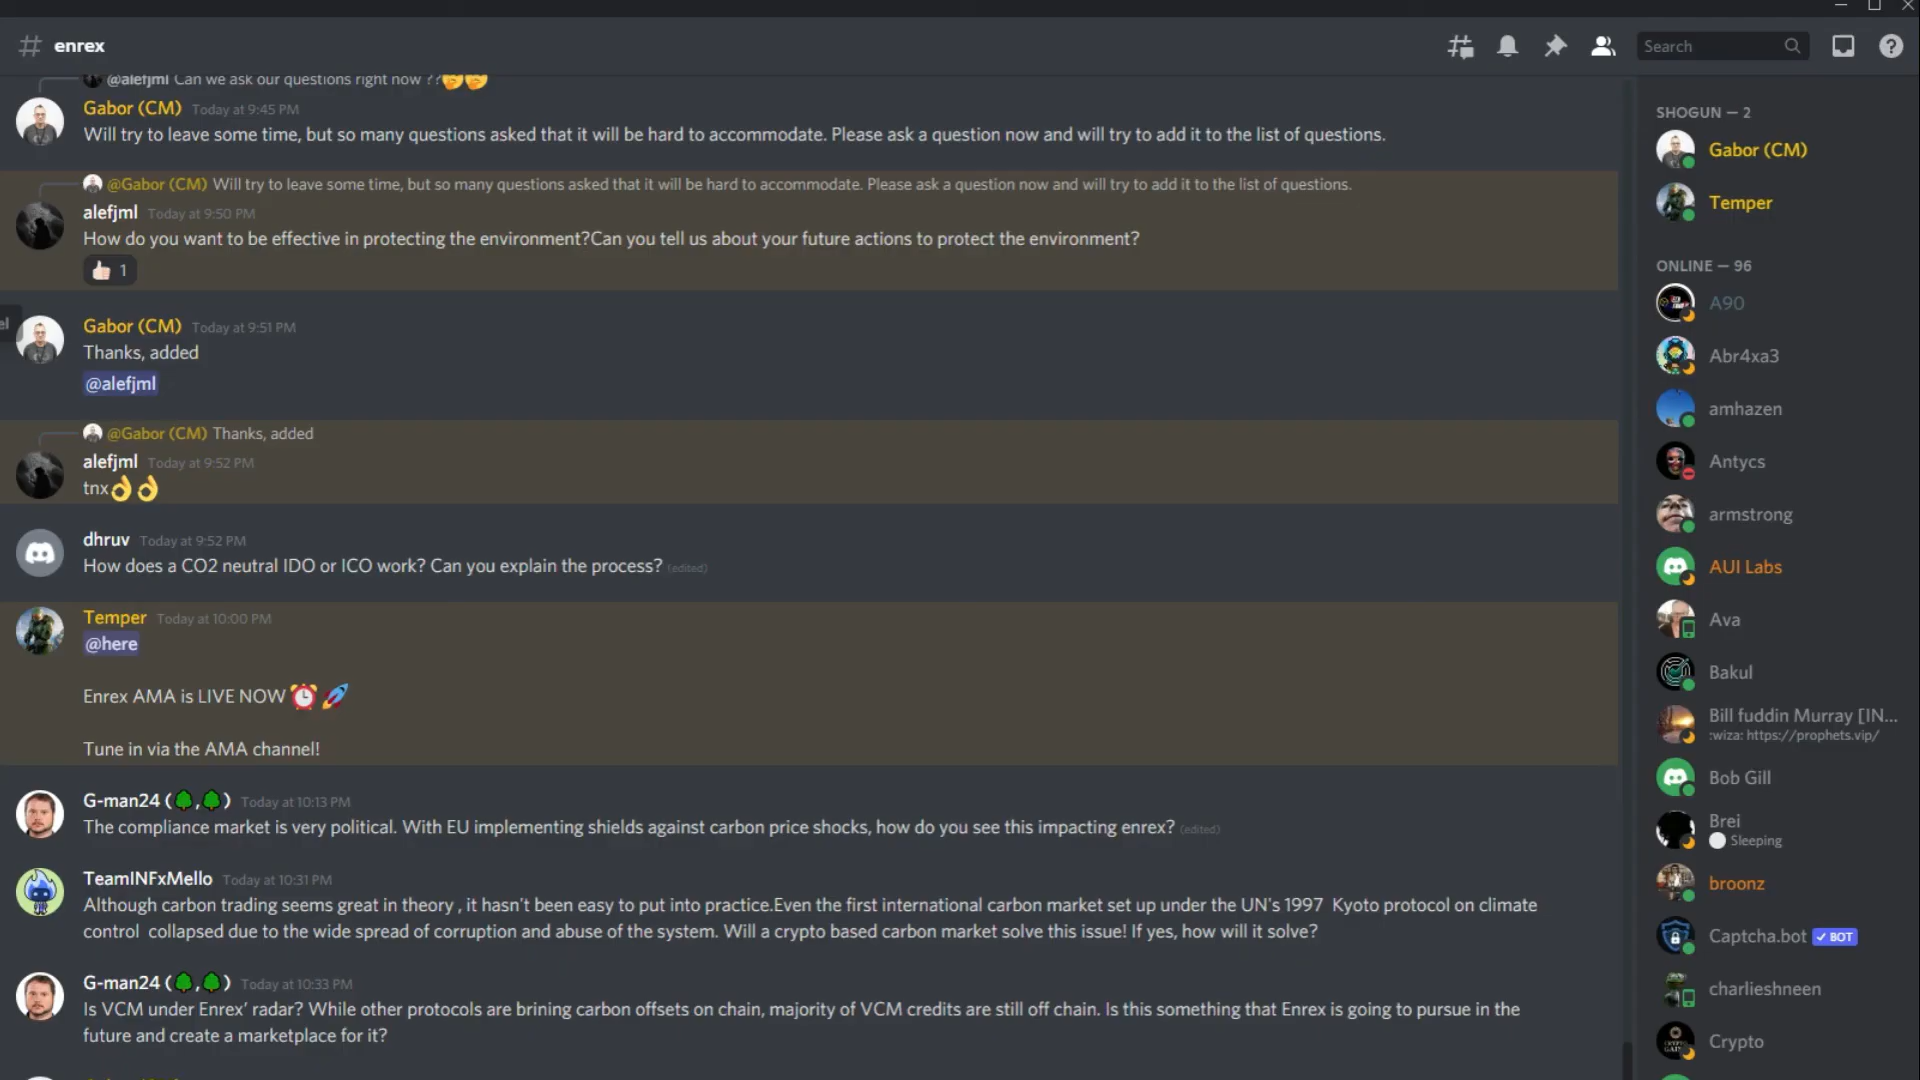 enrex
Search
@alefjml Can we ask our questions right now ??
Gabor (CM) Today at 9:45 PM
Will try to leave some time, but so many questions asked that it will be hard to accommodate. Please ask a question now and will try to add it to the list of questions.
@Gabor (CM) Will try to leave some time, but so many questions asked that it will be hard to accommodate. Please ask a question now and will try to add it to the list of questions.
alefjml Today at 9:50 PM
How do you want to be effective in protecting the environment?Can you tell us about your future actions to protect the environment?
1
el
Gabor (CM) Today at 9:51 PM
Thanks, added
@alefjml
@Gabor (CM) Thanks, added
alefjml Today at 9:52 PM
tnx👌👌
dhruv Today at 9:52 PM
How does a CO2 neutral IDO or ICO work? Can you explain the process? (edited)
Temper Today at 10:00 PM
@here
Enrex AMA is LIVE NOW ⏰ 🚀
Tune in via the AMA channel!
G-man24 (🌳,🌳) Today at 10:13 PM
The compliance market is very political. With EU implementing shields against carbon price shocks, how do you see this impacting enrex? (edited)
TeamINFxMello Today at 10:31 PM
Although carbon trading seems great in theory , it hasn't been easy to put into practice.Even the first international carbon market set up under the UN's 1997 Kyoto protocol on climate
control collapsed due to the wide spread of corruption and abuse of the system. Will a crypto based carbon market solve this issue! If yes, how will it solve?
G-man24 (🌳,🌳) Today at 10:33 PM
Is VCM under Enrex’ radar? While other protocols are brining carbon offsets on chain, majority of VCM credits are still off chain. Is this something that Enrex is going to pursue in the
future and create a marketplace for it?
SHOGUN — 2
Gabor (CM)
Temper
ONLINE — 96
A90
Abr4xa3
amhazen
Antycs
armstrong
AUI Labs
Ava
Bakul
Bill fuddin Murray [IN...
:wiza: https://prophets.vip/
Bob Gill
Brei
Sleeping
broonz
Captcha.bot ✓ BOT
charlieshneen
Crypto